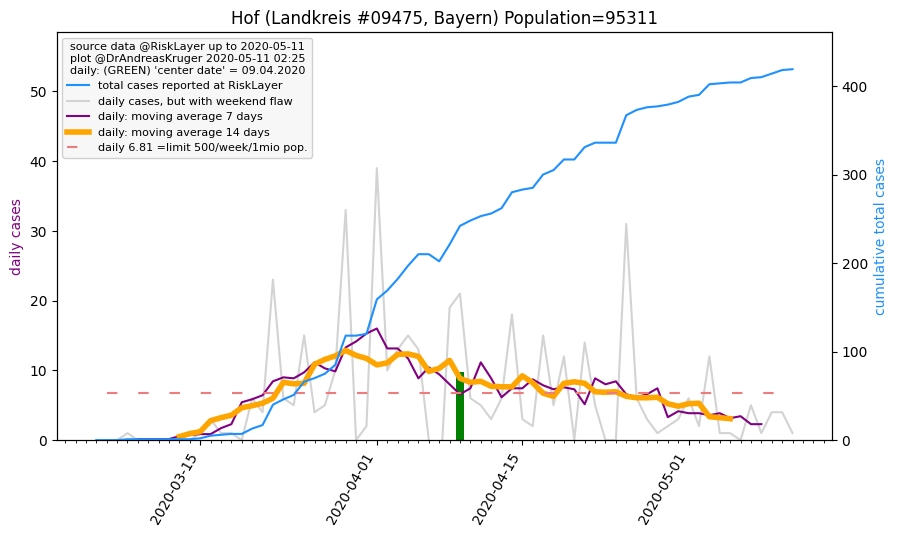 Hof (Landkreis #09475, Bayern) Population=95311
source data @RiskLayer up to 2020-05-11
plot @DrAndreasKruger 2020-05-11 02:25
daily: (GREEN) 'center date' = 09.04.2020
total cases reported at RiskLayer
daily cases, but with weekend flaw
daily: moving average 7 days
daily: moving average 14 days
daily 6.81 =limit 500/week/1mio pop.
50
40
30
20
10
0
daily cases
400
300
200
100
0
cumulative total cases
2020-03-15
2020-04-01
2020-04-15
2020-05-01